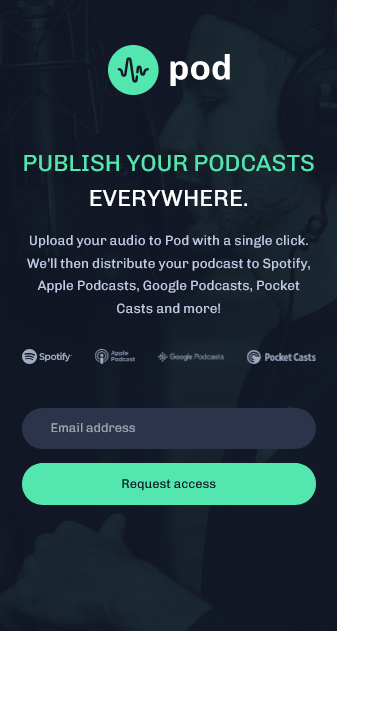 pod
PUBLISH YOUR PODCASTS
EVERYWHERE.
Upload your audio to Pod with a single click.
We'll then distribute your podcast to Spotify,
Apple Podcasts, Google Podcasts, Pocket
Casts and more!
Spotify Apple Podcast Google Podcasts Pocket Casts
Email address
Request access